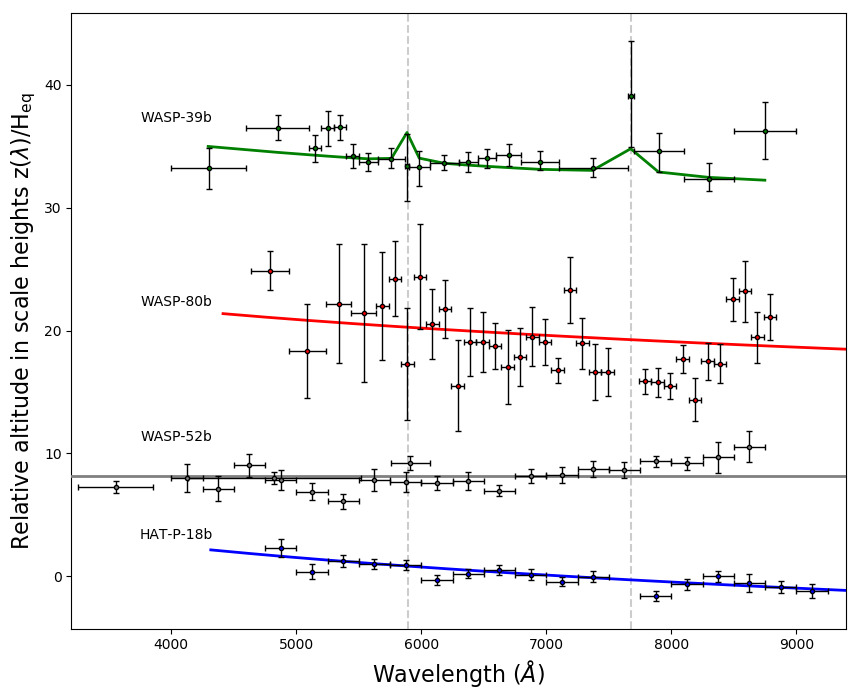 Relative altitude in scale heights z(λ)/H_eq
40
30
20
10
0
WASP-39b
WASP-80b
WASP-52b
HAT-P-18b
4000 5000 6000 7000 8000 9000
Wavelength (Å)